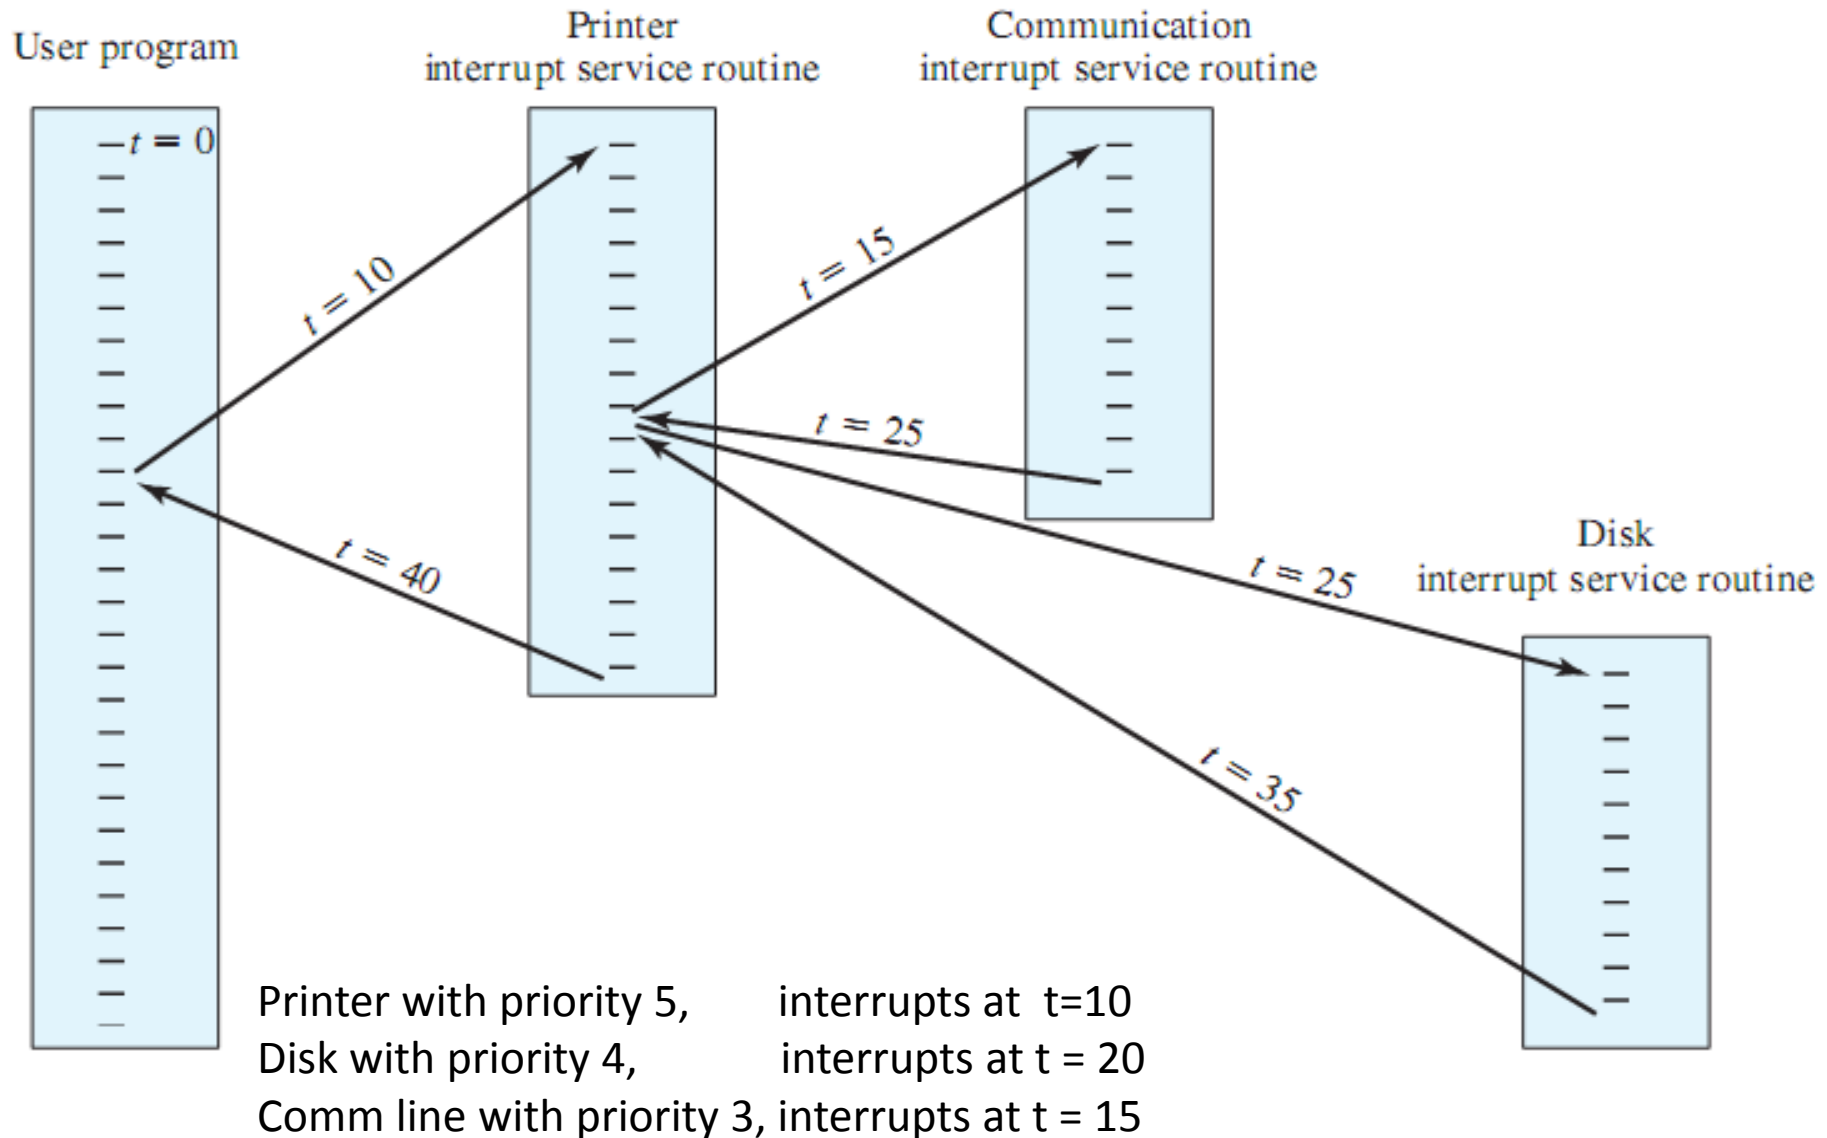 User program
Printer
interrupt service routine
Communication
interrupt service routine
t = 0
t = 10
t = 15
t = 25
t = 40
t = 25
Disk
interrupt service routine
t = 35
Printer with priority 5, interrupts at t=10
Disk with priority 4, interrupts at t = 20
Comm line with priority 3, interrupts at t = 15